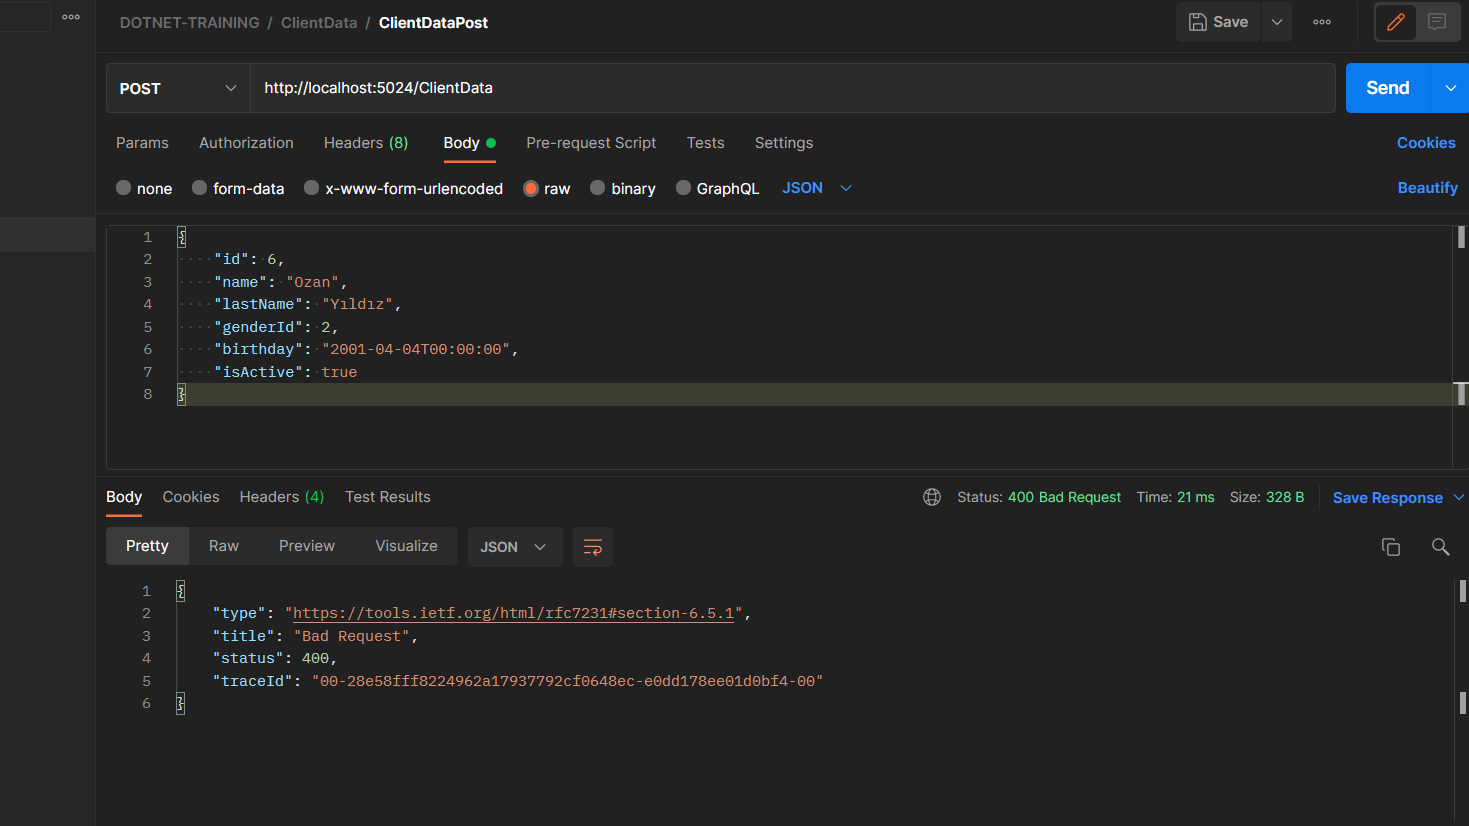 DOTNET-TRAINING / ClientData / ClientDataPost
Save
POST
http://localhost:5024/ClientData
Send
Params Authorization Headers (8) Body Pre-request Script Tests Settings Cookies
none form-data x-www-form-urlencoded raw binary GraphQL JSON Beautify
1 {
2 "id": 6,
3 "name": "Ozan",
4 "lastName": "Yıldız",
5 "genderId": 2,
6 "birthday": "2001-04-04T00:00:00",
7 "isActive": true
8 }
Body Cookies Headers (4) Test Results Status: 400 Bad Request Time: 21 ms Size: 328 B Save Response
Pretty Raw Preview Visualize JSON
1 {
2 "type": "https://tools.ietf.org/html/rfc7231#section-6.5.1",
3 "title": "Bad Request",
4 "status": 400,
5 "traceId": "00-28e58fff8224962a17937792cf0648ec-e0dd178ee01d0bf4-00"
6 }